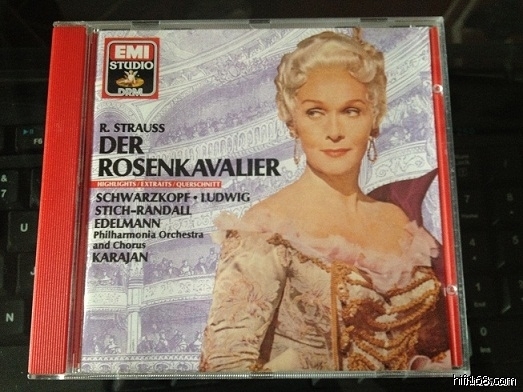 EMI
STUDIO
DRM
R. STRAUSS
DER
ROSENKAVALIER
HIGHLIGHTS/EXTRAITS/QUERSCHNITT
SCHWARZKOPF · LUDWIG
STICH-RANDALL
EDELMANN
Philharmonia Orchestra
and Chorus
KARAJAN
hifi168.com